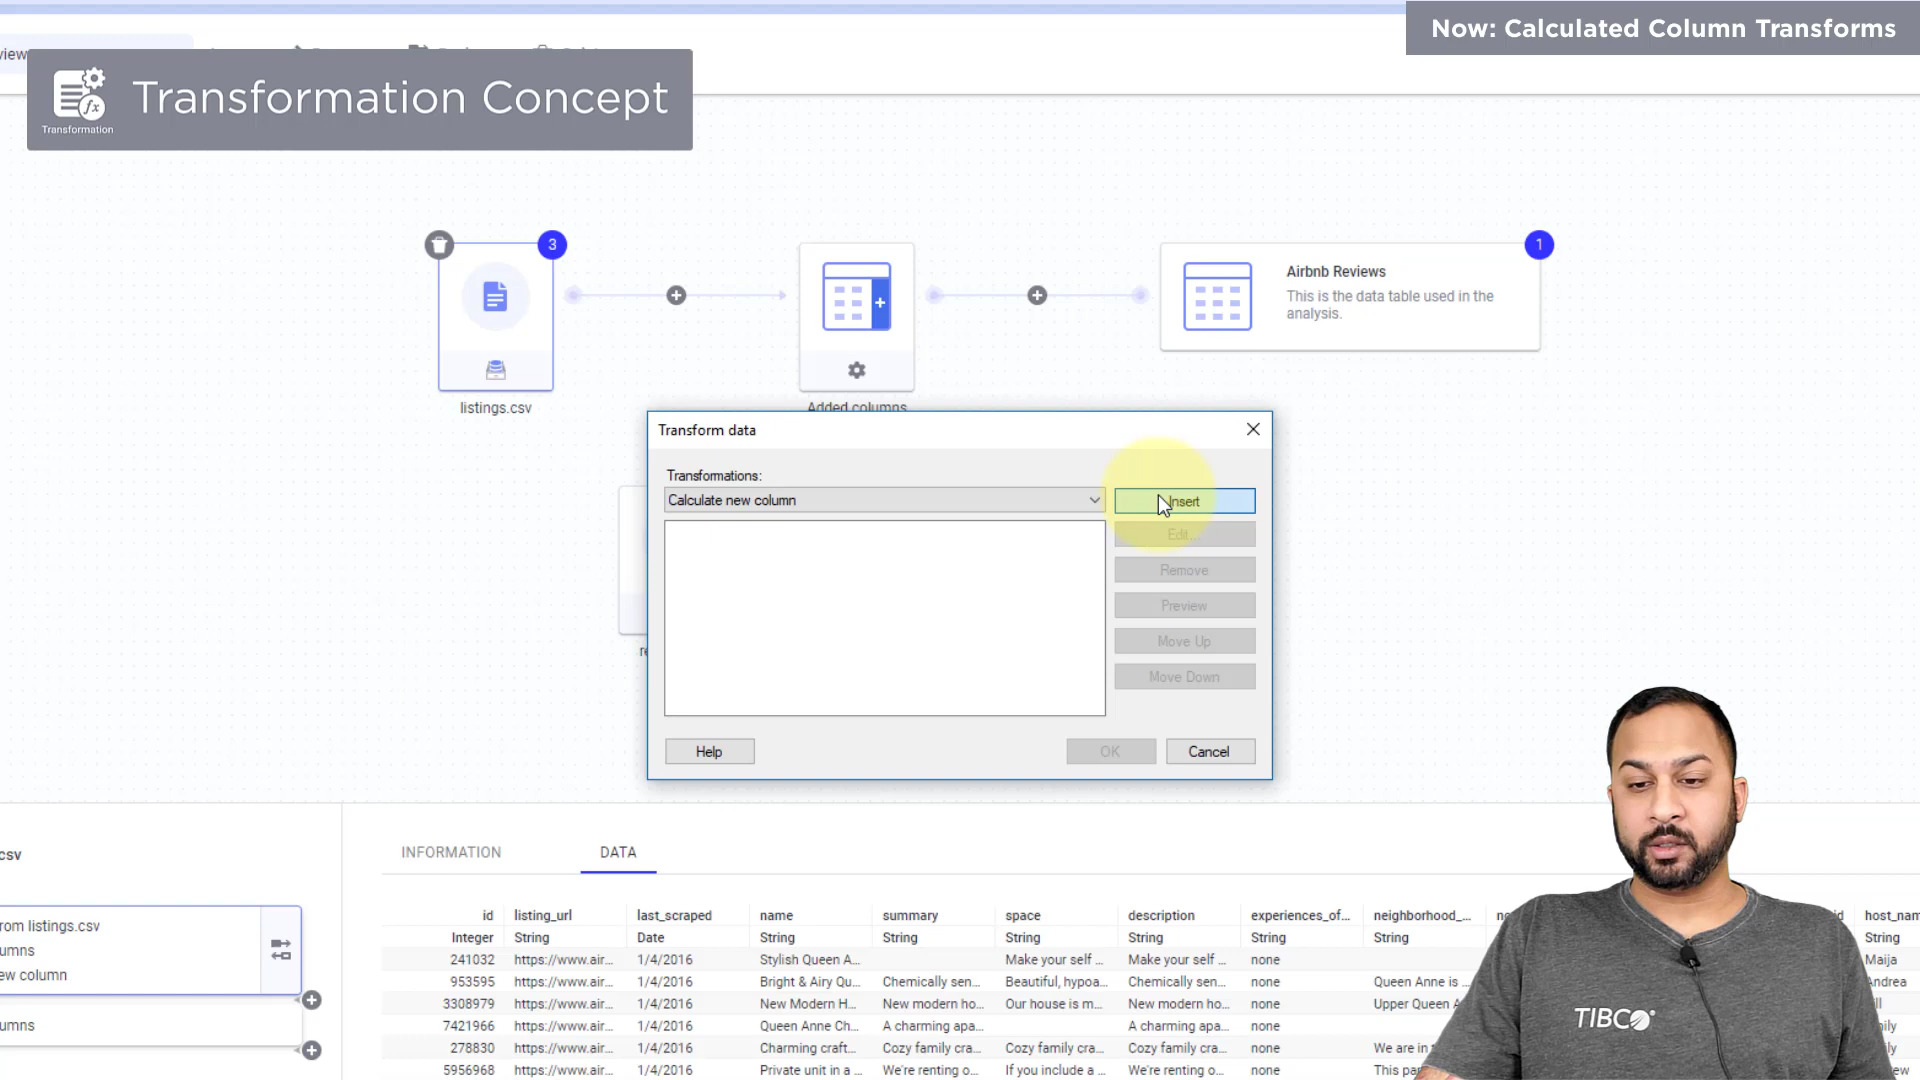 Now: Calculated Column Transforms
view
Transformation Concept
fx
Transformation
3
1
Airbnb Reviews
This is the data table used in the
analysis.
listings.csv
Added columns
Transform data
Transformations:
Calculate new column
Insert
Edit...
Remove
Preview
Move Up
Move Down
Help
OK
Cancel
csv
INFORMATION
DATA
rom listings.csv
umns
ew column
umns
id listing_url last_scraped name summary space description experiences_of... neighborhood_... host_nam
Integer String Date String String String String String String String
241032 https://www.air... 1/4/2016 Stylish Queen A... Make your self ... Make your self ... none Maija
953595 https://www.air... 1/4/2016 Bright & Airy Qu... Chemically sen... Beautiful, hypoa... Chemically sen... none Queen Anne is ... Andrea
3308979 https://www.air... 1/4/2016 New Modern H... New modern ho... Our house is m... New modern ho... none Upper Queen A
7421966 https://www.air... 1/4/2016 Queen Anne Ch... A charming apa... A charming apa... none
278830 https://www.air... 1/4/2016 Charming craft... Cozy family cra... Cozy family cra... Cozy family cra... none We are in
5956968 https://www.air... 1/4/2016 Private unit in a ... We're renting o... If you include a ... We're renting o... none This
TIBCO